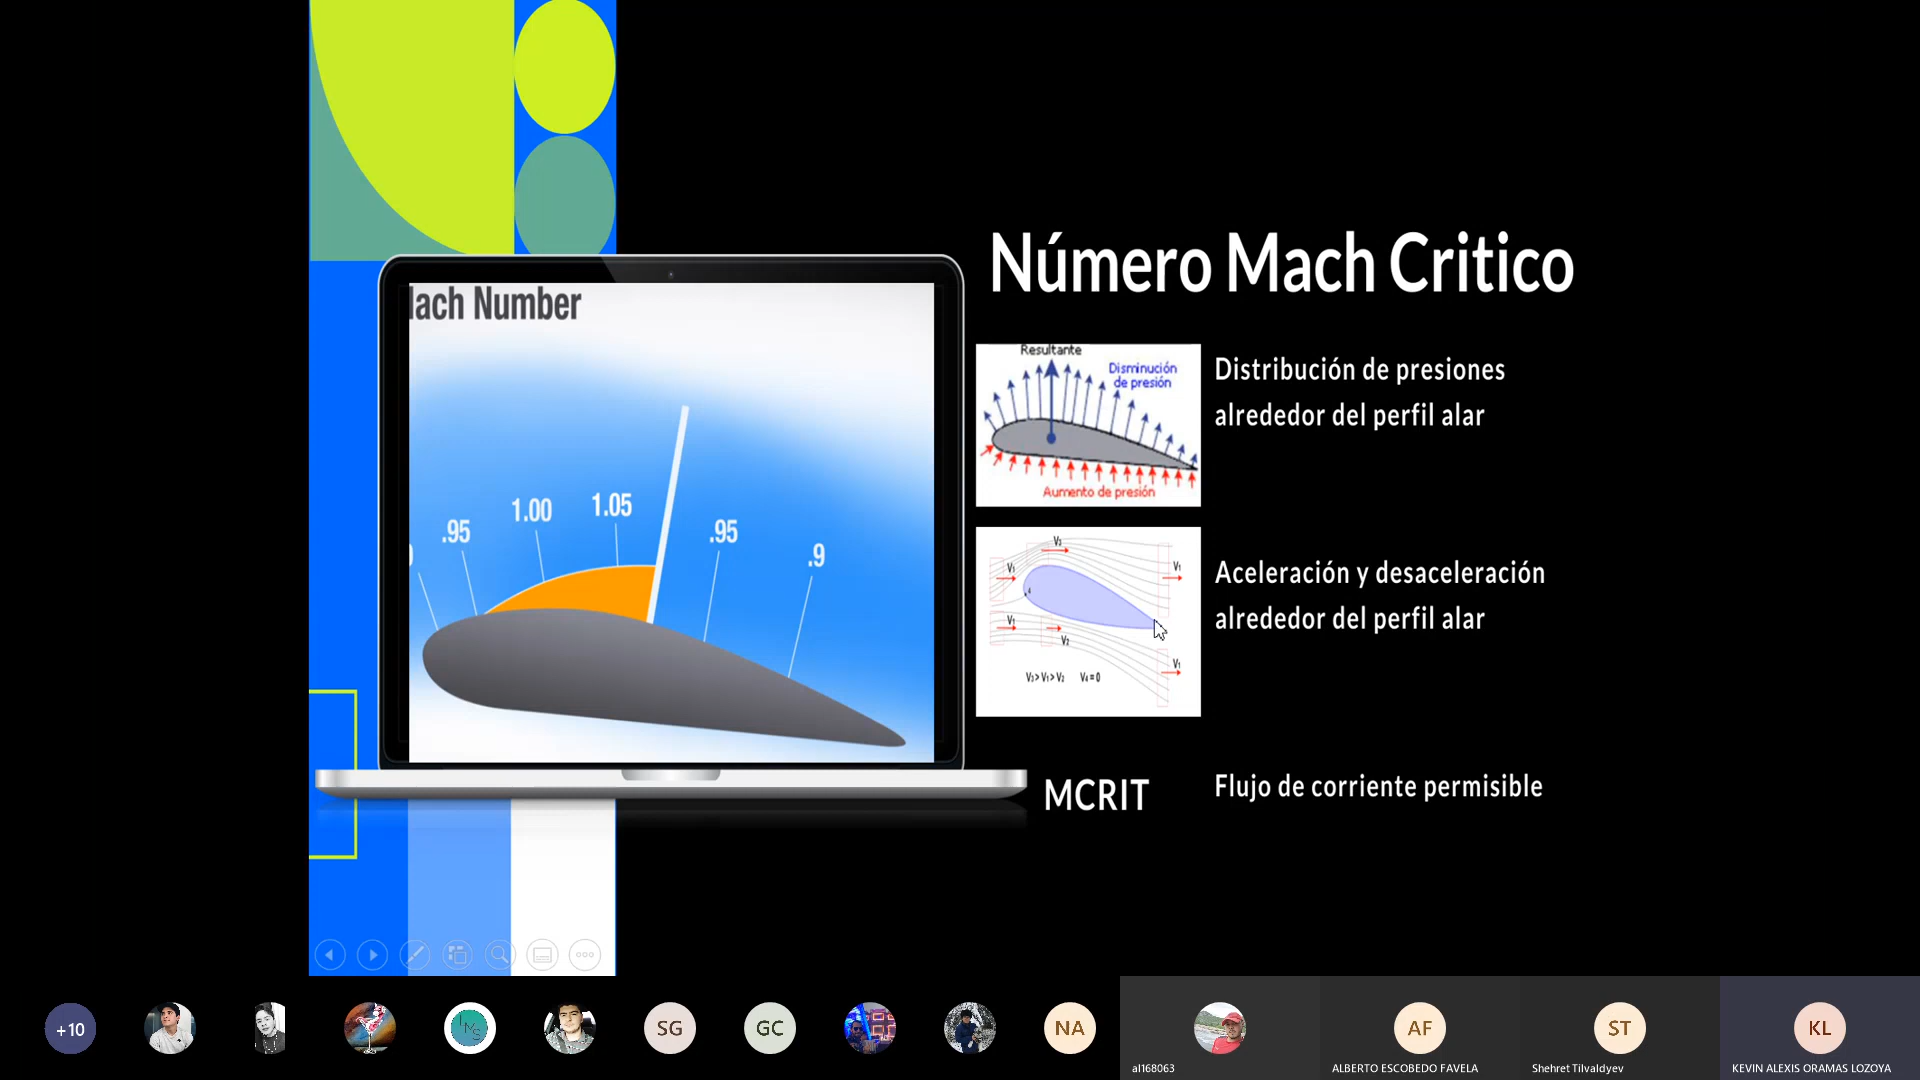 Número Mach Critico
lach Number
.95
1.00
1.05
.95
.9
Resultante
Disminución
de presión
Aumento de presión
Distribución de presiones
alrededor del perfil alar
V₃
V₁
V₁
4
V₁
V₂
V₁
V₃>V₁>V₂ V₄=0
Aceleración y desaceleración
alrededor del perfil alar
MCRIT
Flujo de corriente permisible
+10
SG
GC
NA
AF
ST
KL
al168063
ALBERTO ESCOBEDO FAVELA
Shehret Tilvaldyev
KEVIN ALEXIS ORAMAS LOZOYA